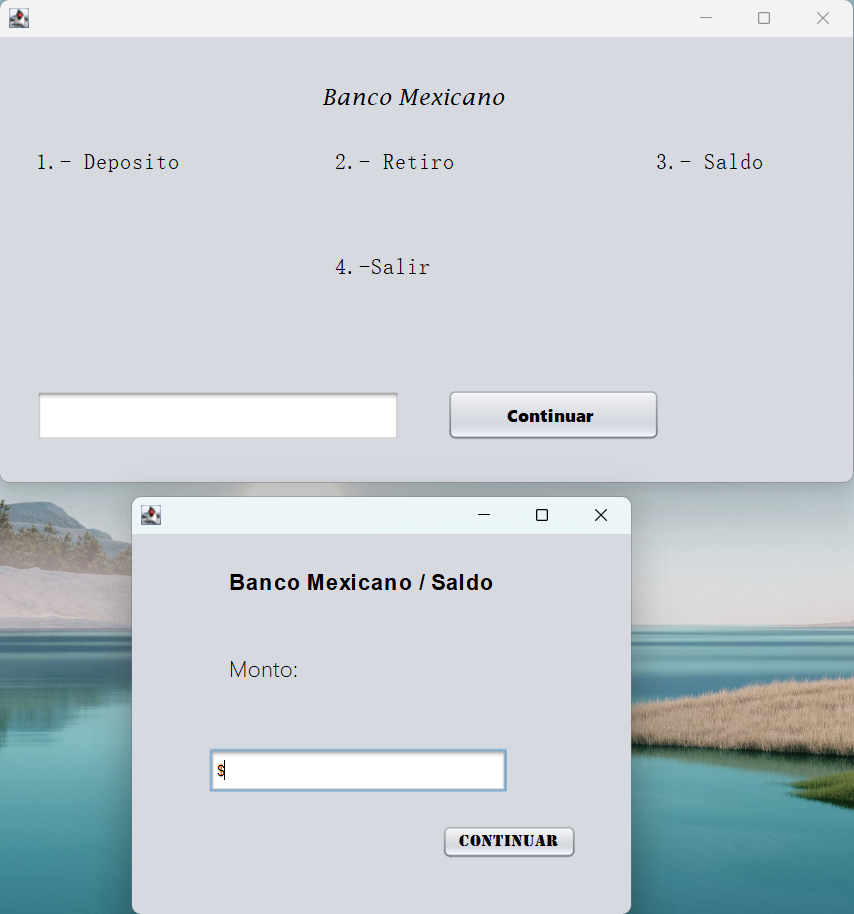 Banco Mexicano
1.- Deposito 2.- Retiro 3.- Saldo
4.-Salir
Continuar
Banco Mexicano / Saldo
Monto:
$
CONTINUAR